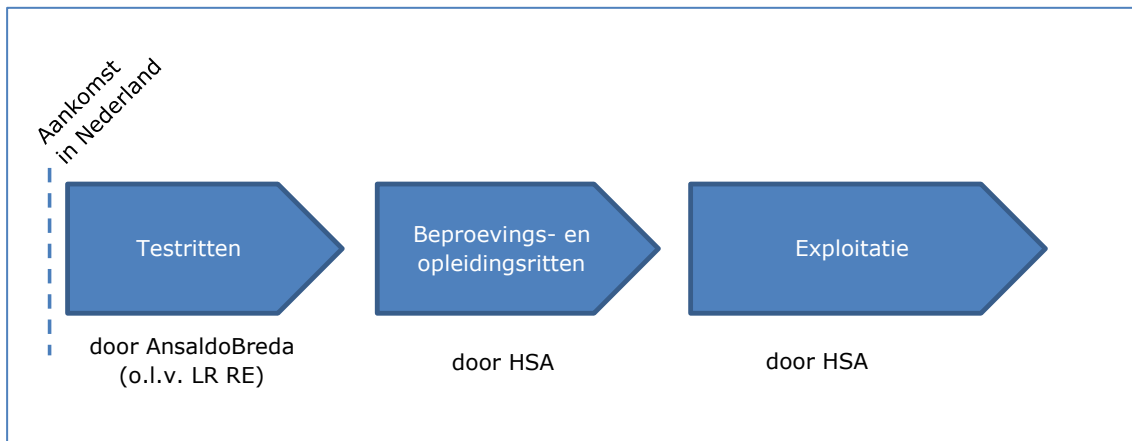 Aankomst
in Nederland
Testritten
Beproevings- en
opleidingsritten
Exploitatie
door AnsaldoBreda
(o.l.v. LR RE)
door HSA
door HSA